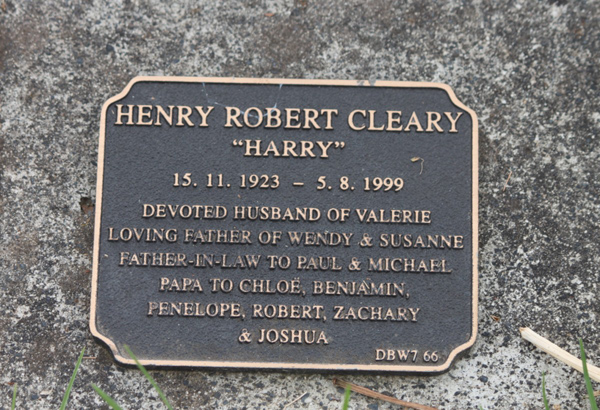 HENRY ROBERT CLEARY
“HARRY”
15. 11. 1923 – 5. 8. 1999
DEVOTED HUSBAND OF VALERIE
LOVING FATHER OF WENDY & SUSANNE
FATHER-IN-LAW TO PAUL & MICHAEL
PAPA TO CHLOË, BENJAMIN,
PENELOPE, ROBERT, ZACHARY
& JOSHUA
DBW7 66